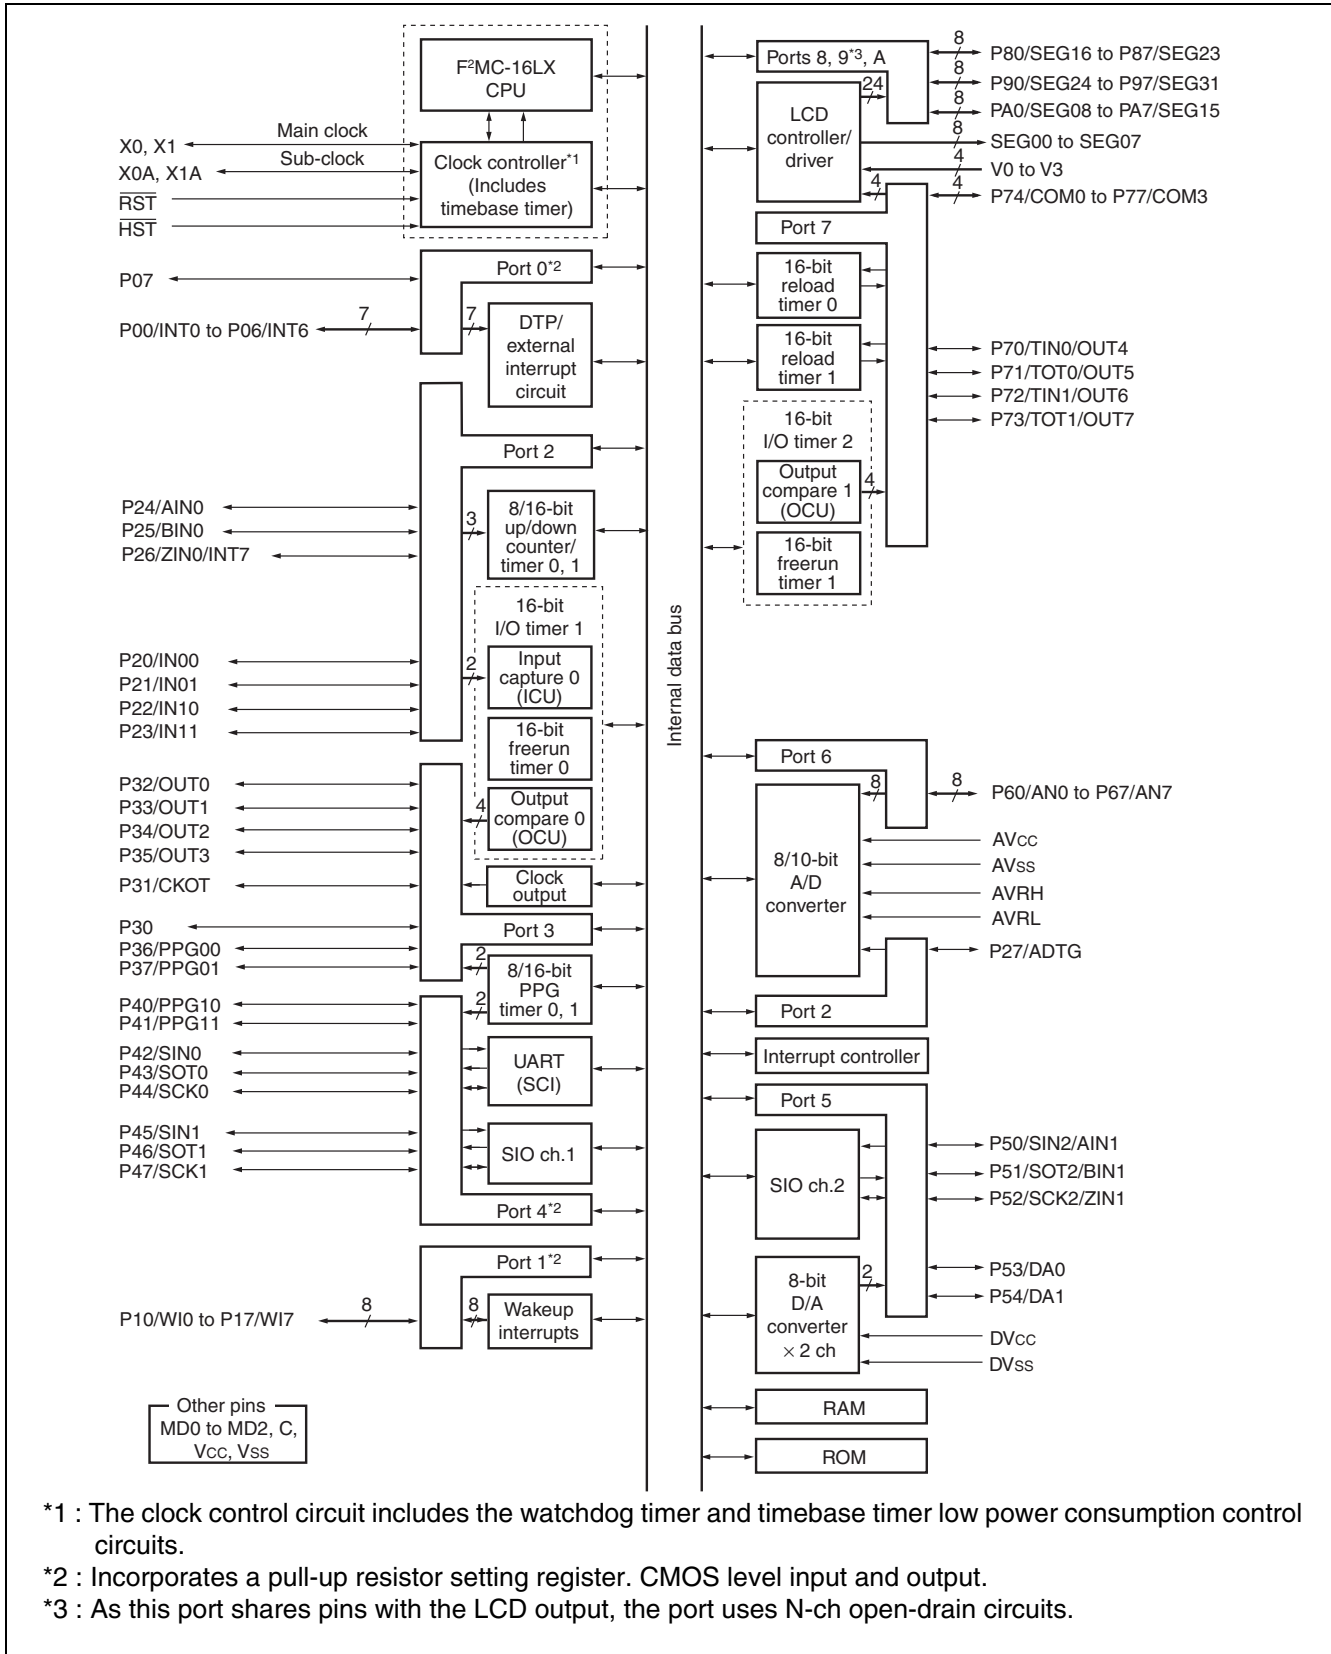 F²MC-16LX
CPU
Main clock
X0, X1
Sub-clock
X0A, X1A
RST
HST
Clock controller*1
(Includes
timebase timer)
Port 0*2
P07
7
P00/INT0 to P06/INT6
7
DTP/
external
interrupt
circuit
Port 2
P24/AIN0
P25/BIN0
P26/ZIN0/INT7
3
8/16-bit
up/down
counter/
timer 0, 1
16-bit
I/O timer 1
P20/IN00
P21/IN01
P22/IN10
P23/IN11
2
Input
capture 0
(ICU)
16-bit
freerun
timer 0
P32/OUT0
P33/OUT1
P34/OUT2
P35/OUT3
4
Output
compare 0
(OCU)
P31/CKOT
Clock
output
P30
Port 3
P36/PPG00
P37/PPG01
2
8/16-bit
PPG
timer 0, 1
2
P40/PPG10
P41/PPG11
P42/SIN0
P43/SOT0
P44/SCK0
UART
(SCI)
P45/SIN1
P46/SOT1
P47/SCK1
SIO ch.1
Port 4*2
Port 1*2
P10/WI0 to P17/WI7
8
8
Wakeup
interrupts
Other pins
MD0 to MD2, C,
Vcc, Vss
Internal data bus
Ports 8, 9*3, A
8
P80/SEG16 to P87/SEG23
8
P90/SEG24 to P97/SEG31
8
PA0/SEG08 to PA7/SEG15
24
LCD
controller/
driver
8
SEG00 to SEG07
4
V0 to V3
4
4
P74/COM0 to P77/COM3
Port 7
16-bit
reload
timer 0
16-bit
reload
timer 1
P70/TIN0/OUT4
P71/TOT0/OUT5
P72/TIN1/OUT6
P73/TOT1/OUT7
16-bit
I/O timer 2
Output
compare 1
(OCU)
4
16-bit
freerun
timer 1
Port 6
8
8
P60/AN0 to P67/AN7
8/10-bit
A/D
converter
AVcc
AVss
AVRH
AVRL
P27/ADTG
Port 2
Interrupt controller
Port 5
SIO ch.2
P50/SIN2/AIN1
P51/SOT2/BIN1
P52/SCK2/ZIN1
8-bit
D/A
converter
× 2 ch
2
P53/DA0
P54/DA1
DVcc
DVss
RAM
ROM
*1 : The clock control circuit includes the watchdog timer and timebase timer low power consumption control
circuits.
*2 : Incorporates a pull-up resistor setting register. CMOS level input and output.
*3 : As this port shares pins with the LCD output, the port uses N-ch open-drain circuits.